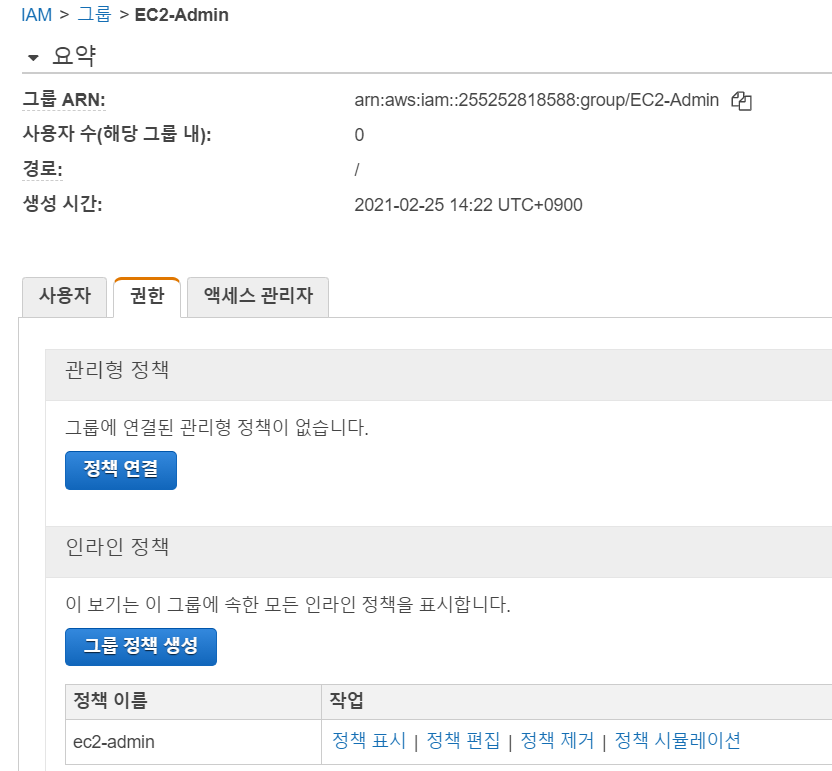 IAM > 그룹 > EC2-Admin
요약
그룹 ARN: arn:aws:iam::255252818588:group/EC2-Admin
사용자 수(해당 그룹 내): 0
경로: /
생성 시간: 2021-02-25 14:22 UTC+0900
사용자 권한 액세스 관리자
관리형 정책
그룹에 연결된 관리형 정책이 없습니다.
정책 연결
인라인 정책
이 보기는 이 그룹에 속한 모든 인라인 정책을 표시합니다.
그룹 정책 생성
정책 이름 작업
ec2-admin 정책 표시 | 정책 편집 | 정책 제거 | 정책 시뮬레이션